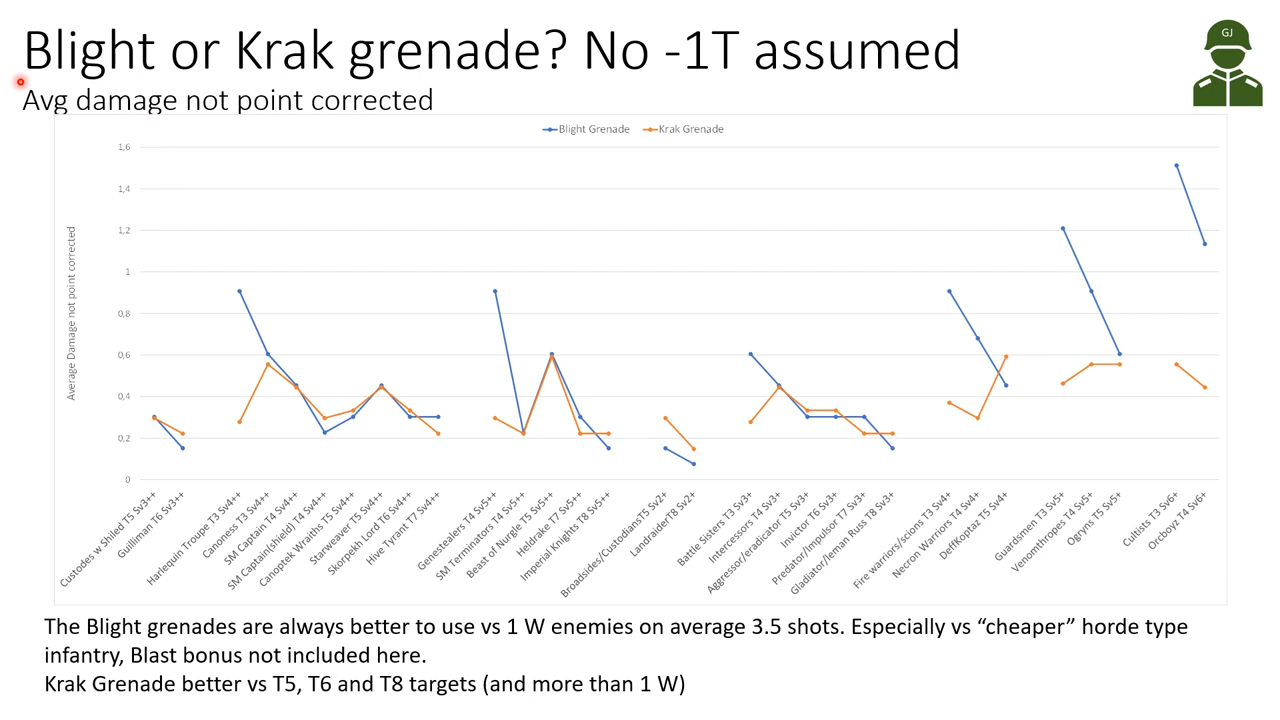 Blight or Krak grenade? No -1T assumed
GJ
Avg damage not point corrected
Blight Grenade
Krak Grenade
Average Damage not point corrected
1,6
1,4
1,2
1
0,8
0,6
0,4
0,2
0
Custodes w Shlled T5 Sv3++
Guilliman T6 Sv3++
Harlequin Troupe T3 Sv4++
Canoness T3 Sv4++
SM Captain T4 Sv4++
SM Captain(shield) T4 Sv4++
Canoptek Wraiths T5 Sv4++
Starweaver T5 Sv4++
Skorpekh Lord T6 Sv4++
Hive Tyrant T7 Sv4++
Genestealers T4 Sv5++
SM Terminators T4 Sv5++
Beast of Nurgle T5 Sv5++
Heldrake T7 Sv5++
Imperial Knights T8 Sv5++
Broadsides/CustodianT5 Sv2+
LandraiderT8 Sv2+
Battle Sisters T3 Sv3+
Intercessors T4 Sv3+
Aggressor/eradicator T5 Sv3+
Invictor T6 Sv3+
Predator/Impulsor T7 Sv3+
Gladiator/leman Russ T8 Sv3+
Fire warriors/scions T3 Sv4+
Necron Warriors T4 Sv4+
Deffkoptaz T5 Sv4+
Guardsmen T3 Sv5+
Venomthropes T4 Sv5+
Ogryns T5 Sv5+
Cultists T3 Sv6+
Orcboyz T4 Sv6+
The Blight grenades are always better to use vs 1 W enemies on average 3.5 shots. Especially vs “cheaper” horde type
infantry, Blast bonus not included here.
Krak Grenade better vs T5, T6 and T8 targets (and more than 1 W)